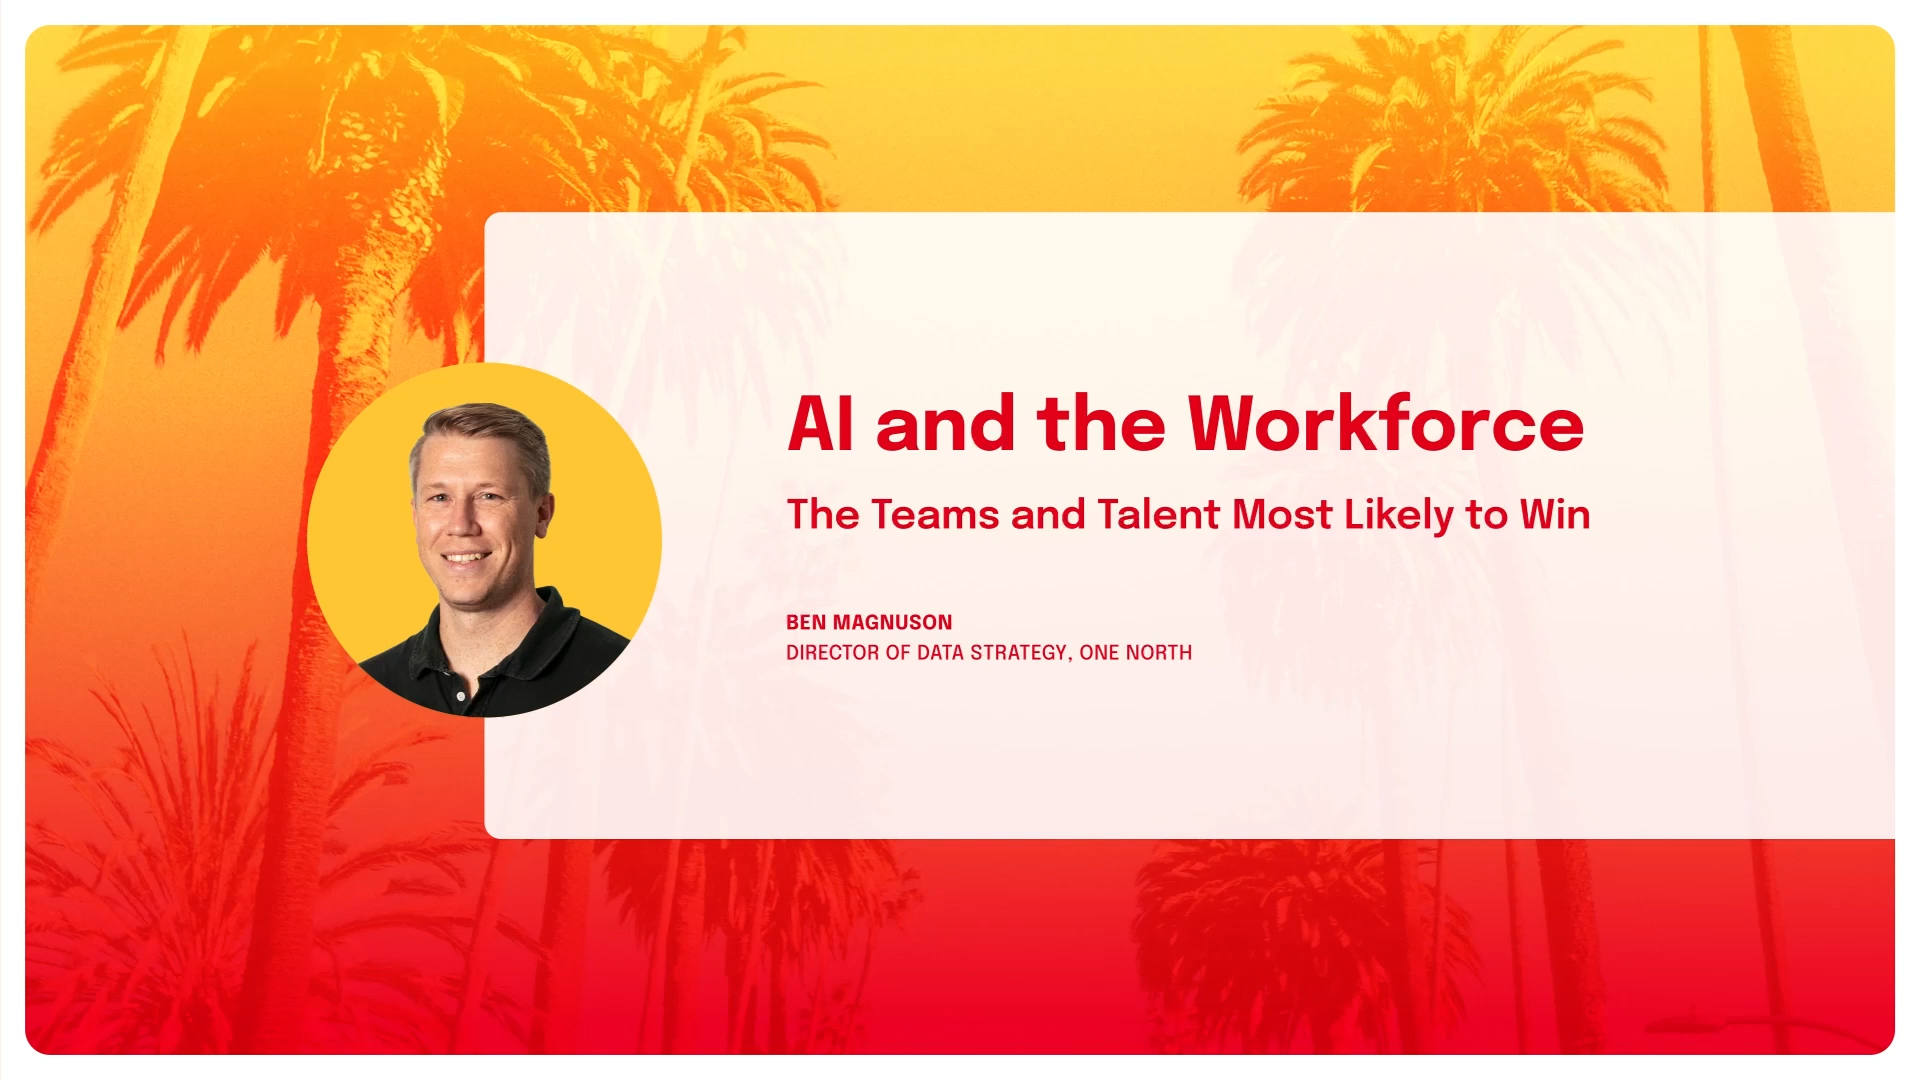 AI and the Workforce
The Teams and Talent Most Likely to Win
BEN MAGNUSON
DIRECTOR OF DATA STRATEGY, ONE NORTH